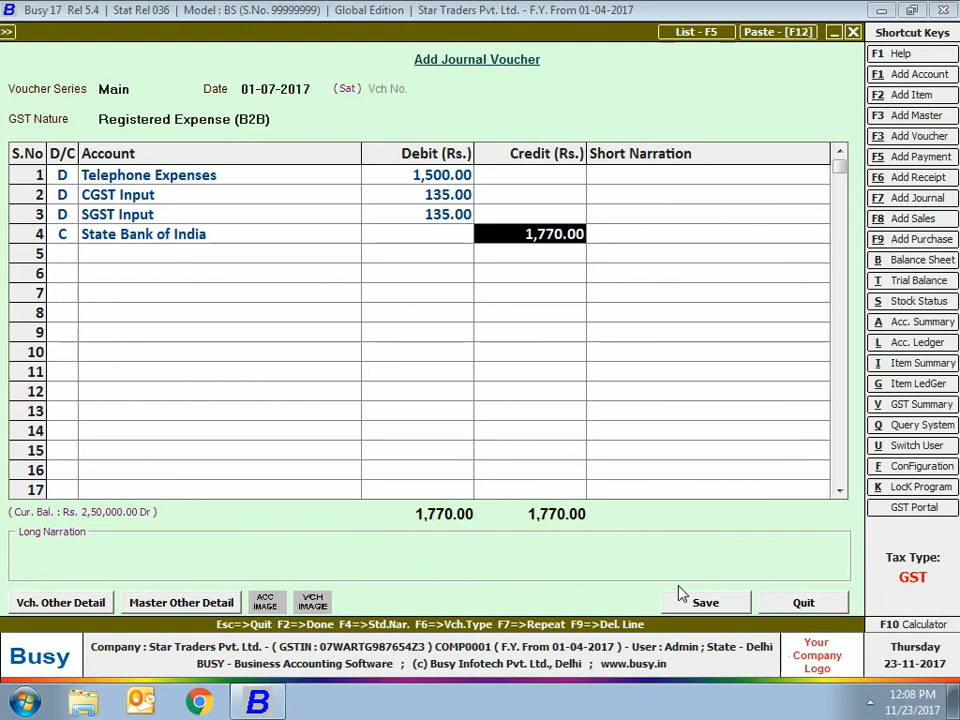 Busy 17 Rel 5.4 | Stat Rel 036 | Model : BS (S.No. 99999999) | Global Edition | Star Traders Pvt. Ltd. - F.Y. From 01-04-2017
>> List - F5 Paste - [F12]
Add Journal Voucher
Voucher Series Main Date 01-07-2017 ( Sat ) Vch No.
GST Nature Registered Expense (B2B)
S.No D/C Account Debit (Rs.) Credit (Rs.) Short Narration
1 D Telephone Expenses 1,500.00
2 D CGST Input 135.00
3 D SGST Input 135.00
4 C State Bank of India 1,770.00
5
6
7
8
9
10
11
12
13
14
15
16
17
( Cur. Bal. : Rs. 2,50,000.00 Dr ) 1,770.00 1,770.00
Long Narration
Vch. Other Detail Master Other Detail ACC IMAGE VCH IMAGE Save Quit
Esc=>Quit F2=>Done F4=>Std.Nar. F6=>Vch.Type F7=>Repeat F9=>Del. Line
Shortcut Keys
F1 Help
F1 Add Account
F2 Add Item
F3 Add Master
F3 Add Voucher
F5 Add Payment
F6 Add Receipt
F7 Add Journal
F8 Add Sales
F9 Add Purchase
B Balance Sheet
T Trial Balance
S Stock Status
A Acc. Summary
L Acc. Ledger
I Item Summary
G Item LedGer
V GST Summary
Q Query System
U Switch User
F ConFiguration
K LocK Program
GST Portal
Tax Type:
GST
F10 Calculator
Busy
Company : Star Traders Pvt. Ltd. - ( GSTIN : 07WARTG987654Z3 ) COMP0001 ( F.Y. From 01-04-2017 ) - User : Admin ; State - Delhi
BUSY - Business Accounting Software ; (c) Busy Infotech Pvt. Ltd., Delhi ; www.busy.in
Your
Company
Logo
Thursday
23-11-2017
B
12:08 PM
11/23/2017